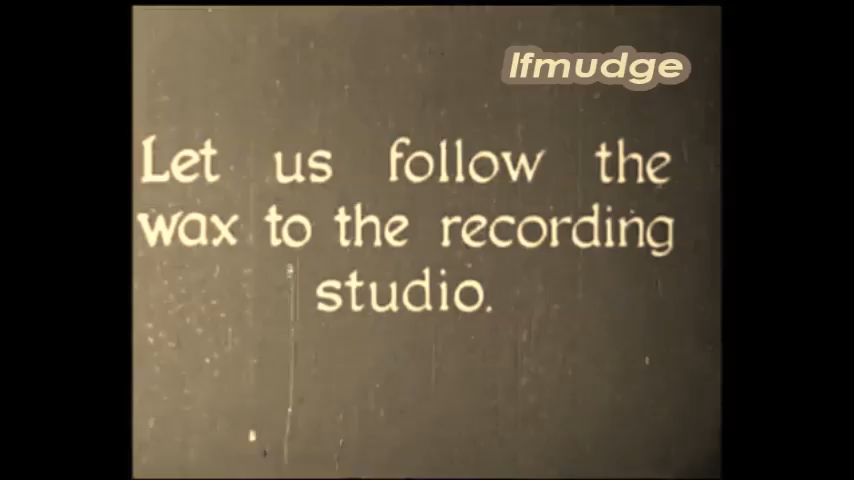 lfmudge
Let us follow the
wax to the recording
studio.